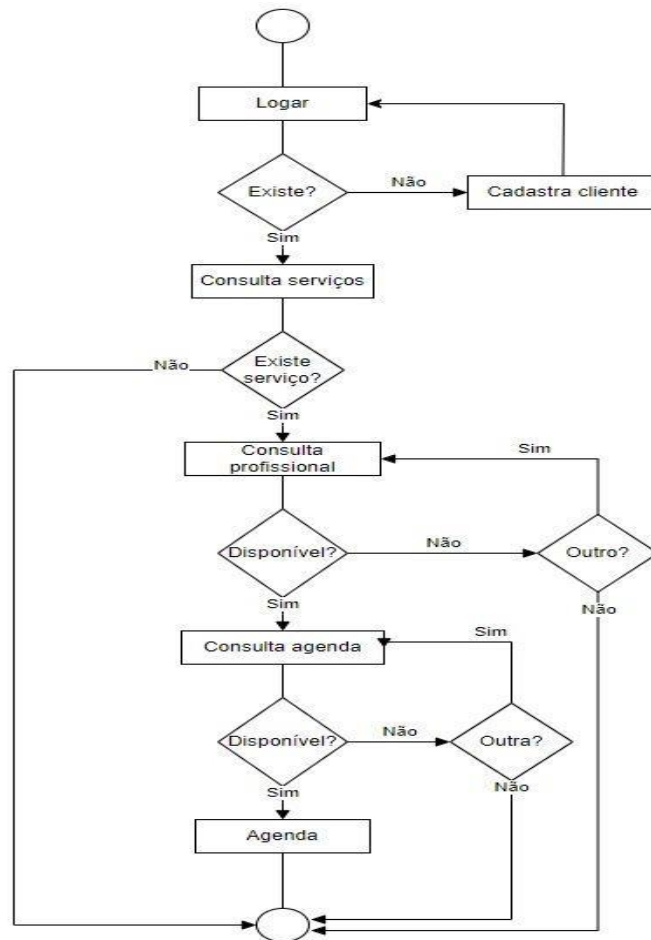 Logar
Existe?
Não
Cadastra cliente
Sim
Consulta serviços
Não
Existe
serviço?
Sim
Consulta
profissional
Sim
Disponível?
Não
Outro?
Sim
Não
Consulta agenda
Sim
Disponível?
Não
Outra?
Sim
Não
Agenda